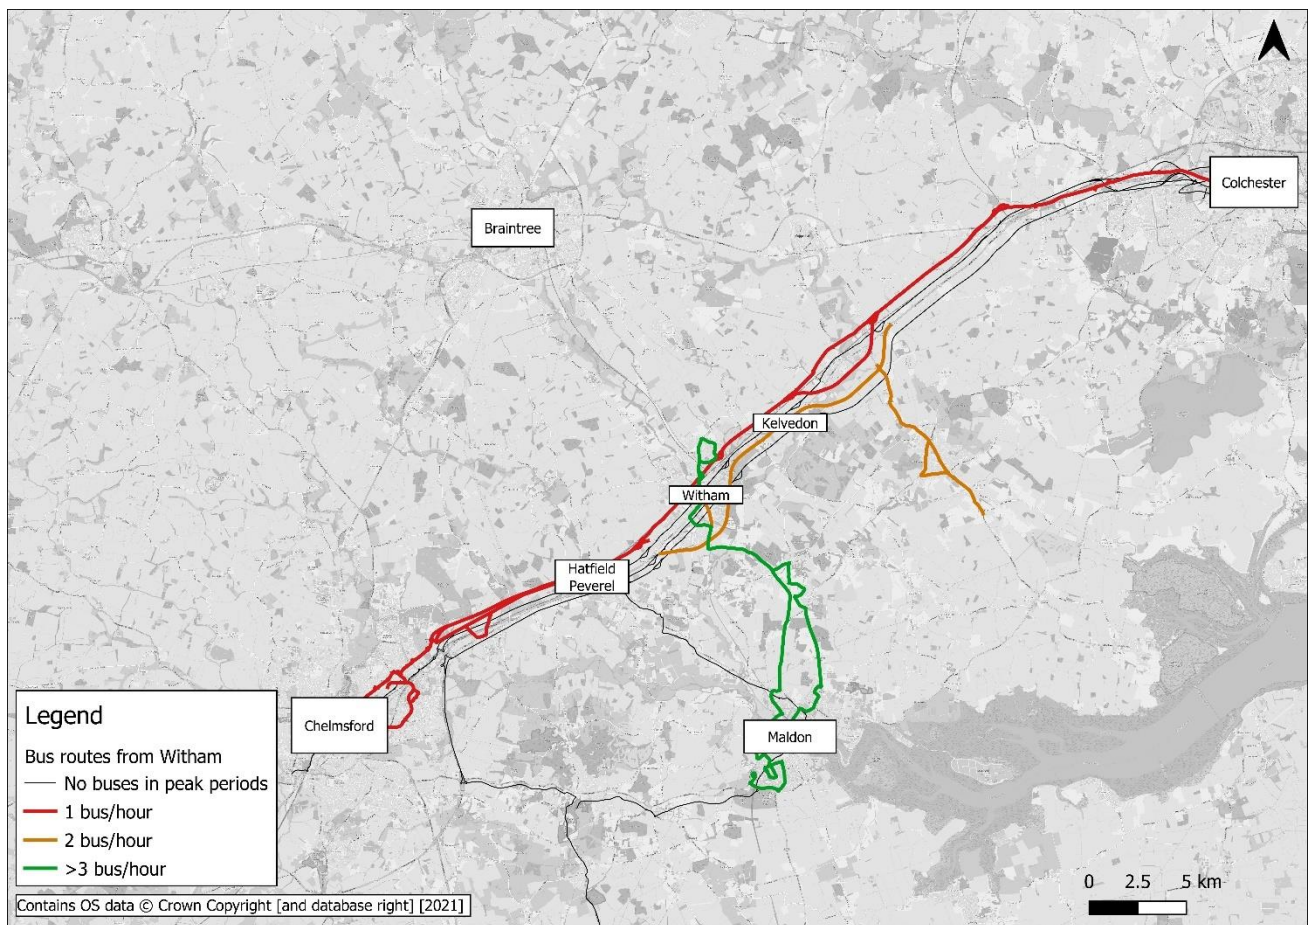 Colchester
Braintree
Kelvedon
Witham
Hatfield
Peverel
Chelmsford
Maldon
Legend
Bus routes from Witham
No buses in peak periods
1 bus/hour
2 bus/hour
>3 bus/hour
0 2.5 5 km
Contains OS data © Crown Copyright [and database right] [2021]